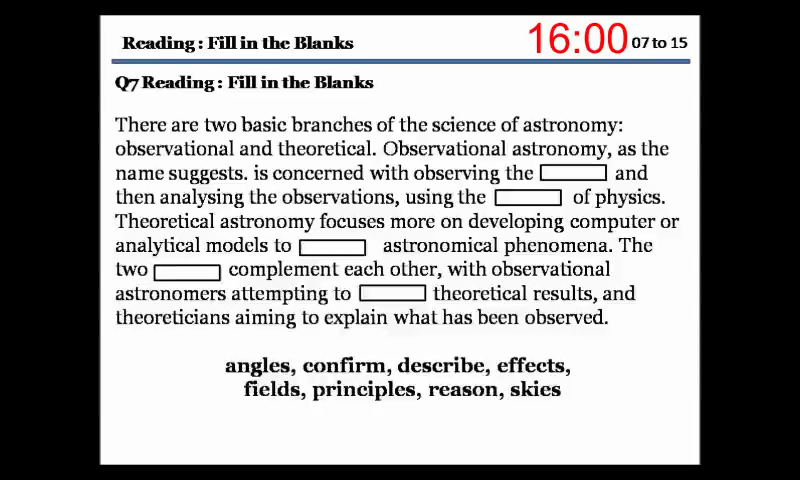 Reading : Fill in the Blanks
16:00 07 to 15
Q7 Reading : Fill in the Blanks
There are two basic branches of the science of astronomy:
observational and theoretical. Observational astronomy, as the
name suggests. is concerned with observing the and
then analysing the observations, using the of physics.
Theoretical astronomy focuses more on developing computer or
analytical models to astronomical phenomena. The
two complement each other, with observational
astronomers attempting to theoretical results, and
theoreticians aiming to explain what has been observed.
angles, confirm, describe, effects,
fields, principles, reason, skies